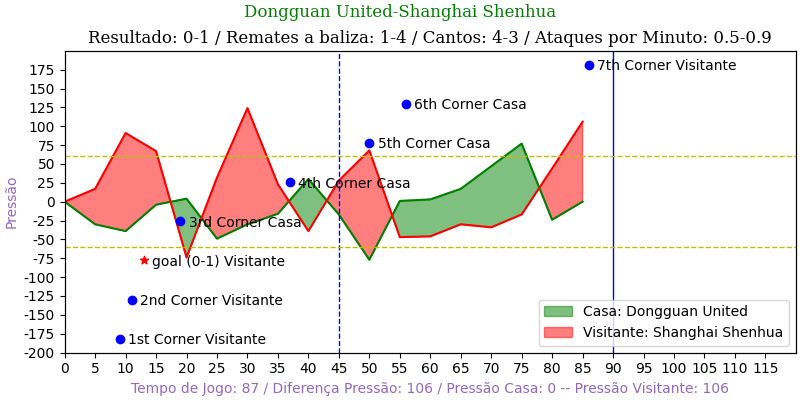 Dongguan United-Shanghai Shenhua
Resultado: 0-1 / Remates a baliza: 1-4 / Cantos: 4-3 / Ataques por Minuto: 0.5-0.9
Pressão
175
150
125
100
75
50
25
0
-25
-50
-75
-100
-125
-150
-175
-200
7th Corner Visitante
6th Corner Casa
5th Corner Casa
4th Corner Casa
3rd Corner Casa
goal (0-1) Visitante
2nd Corner Visitante
1st Corner Visitante
Casa: Dongguan United
Visitante: Shanghai Shenhua
0 5 10 15 20 25 30 35 40 45 50 55 60 65 70 75 80 85 90 95 100 105 110 115
Tempo de Jogo: 87 / Diferença Pressão: 106 / Pressão Casa: 0 -- Pressão Visitante: 106